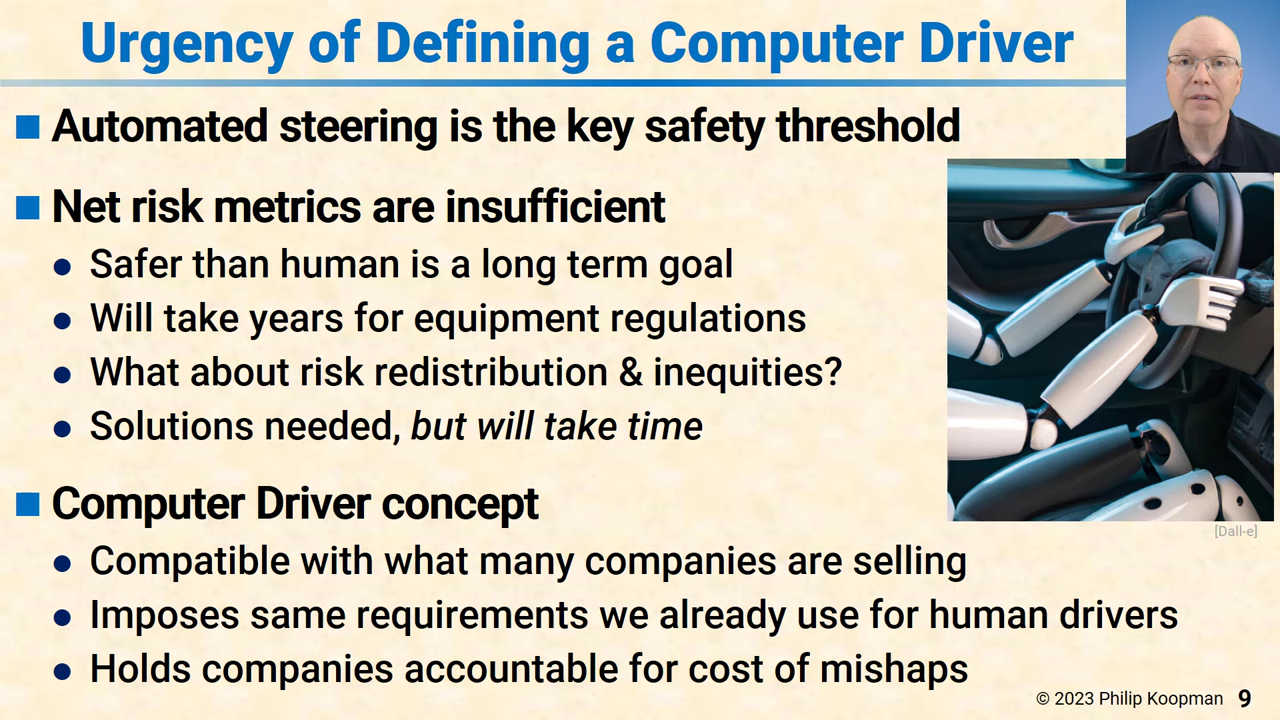 Urgency of Defining a Computer Driver
Automated steering is the key safety threshold
Net risk metrics are insufficient
Safer than human is a long term goal
Will take years for equipment regulations
What about risk redistribution & inequities?
Solutions needed, but will take time
Computer Driver concept
Compatible with what many companies are selling
Imposes same requirements we already use for human drivers
Holds companies accountable for cost of mishaps
[Dall-e]
© 2023 Philip Koopman 9